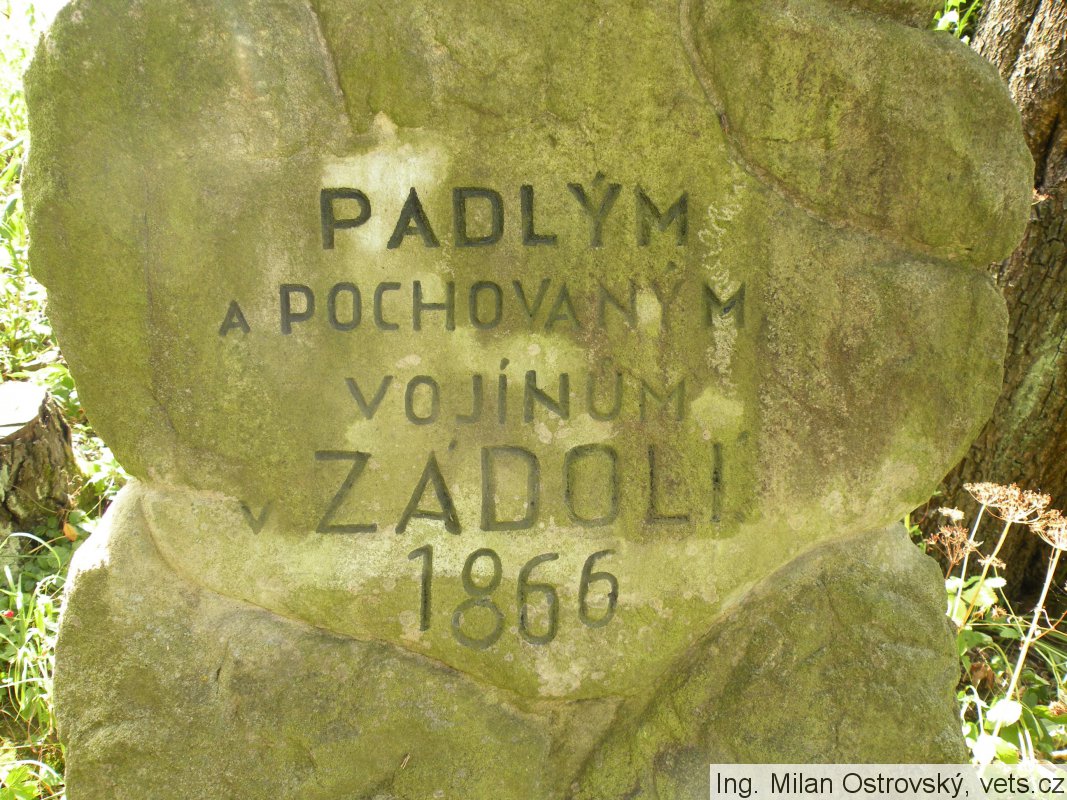 PADLÝM
A POCHOVANÝM
VOJÍNŮM
V ZÁDOLÍ
1866
Ing. Milan Ostrovský, vets.cz